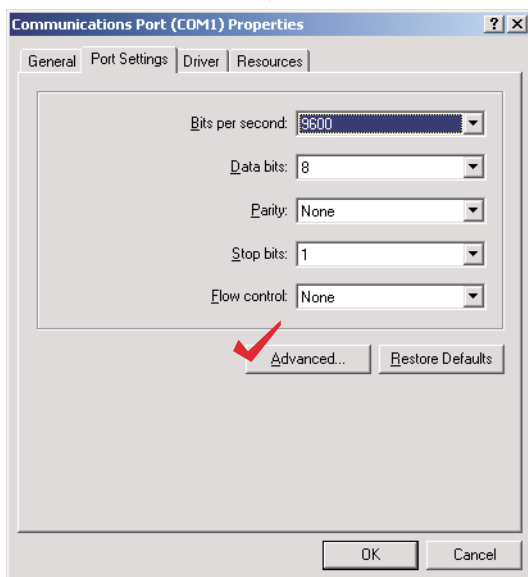 Communications Port (COM1) Properties
General Port Settings Driver Resources
Bits per second: 9600
Data bits: 8
Parity: None
Stop bits: 1
Flow control: None
Advanced... Restore Defaults
OK Cancel